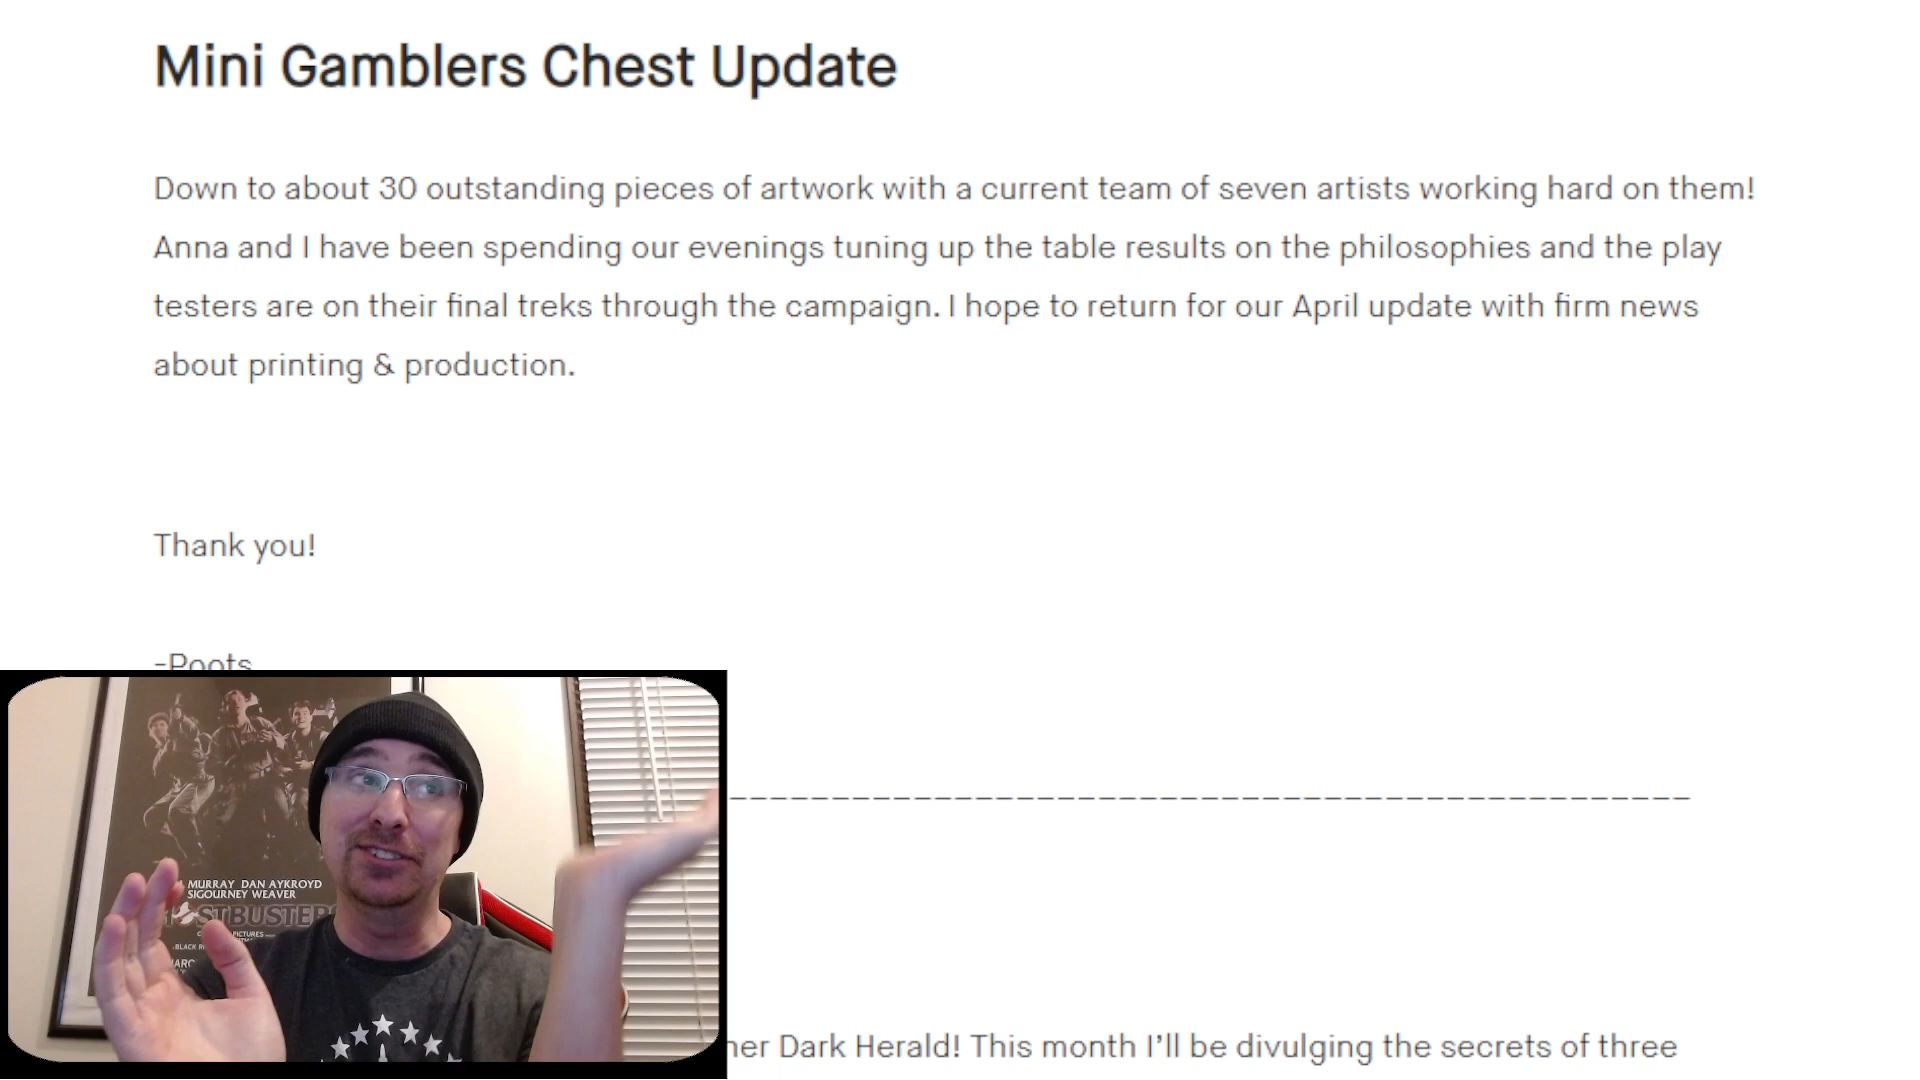 Mini Gamblers Chest Update
Down to about 30 outstanding pieces of artwork with a current team of seven artists working hard on them!
Anna and I have been spending our evenings tuning up the table results on the philosophies and the play
testers are on their final treks through the campaign. I hope to return for our April update with firm news
about printing & production.
Thank you!
-Poots
MURRAY DAN AYKROYD
SIGOURNEY WEAVER
STBUSTER
PICTURES
BLACK
Dark Herald! This month I'll be divulging the secrets of three